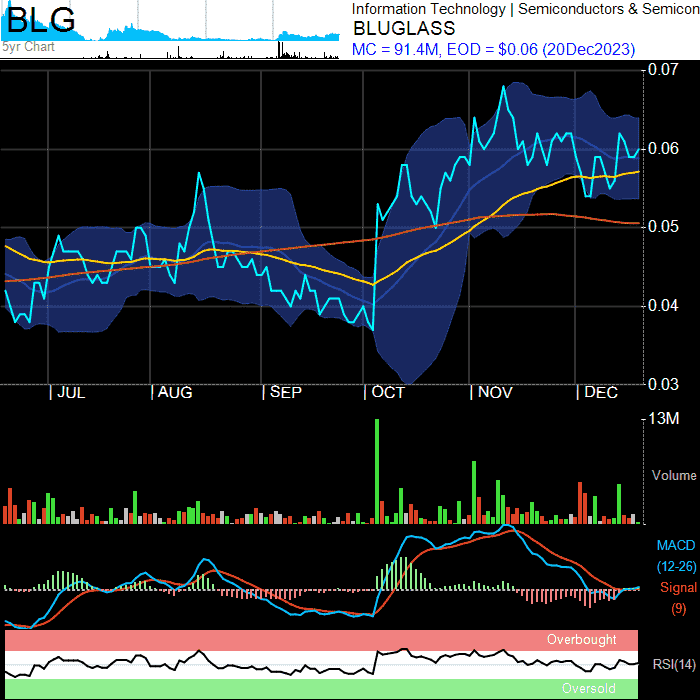 BLG
5yr Chart
Information Technology | Semiconductors & Semicon
BLUGLASS
MC = 91.4M, EOD = $0.06 (20Dec2023)
0.07
0.06
0.05
0.04
0.03
| JUL | AUG | SEP | OCT | NOV | DEC
13M
Volume
MACD
(12-26)
Signal
(9)
Overbought
RSI(14)
Oversold